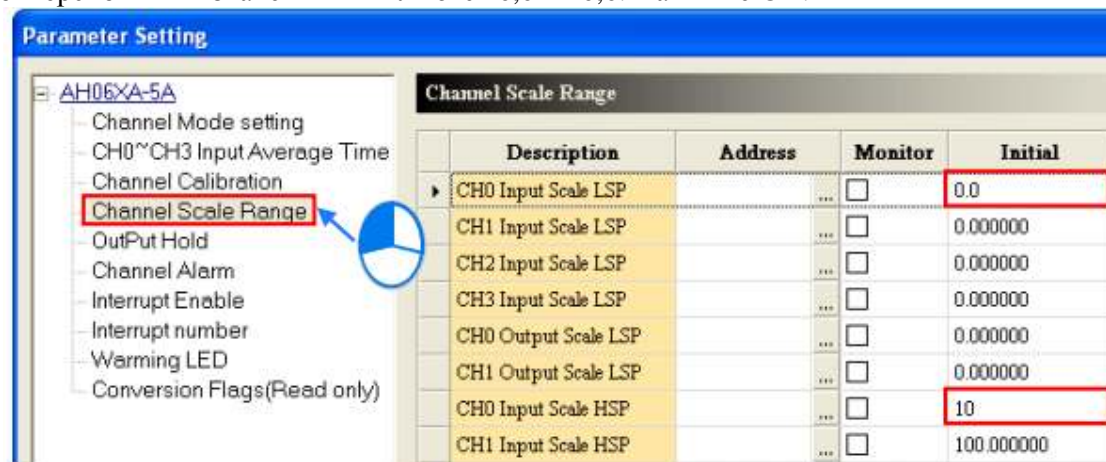 Parameter Setting
AH06XA-5A
Channel Mode setting
CH0~CH3 Input Average Time
Channel Calibration
Channel Scale Range
OutPut Hold
Channel Alarm
Interrupt Enable
Interrupt number
Warming LED
Conversion Flags(Read only)
Channel Scale Range
Description Address Monitor Initial
CH0 Input Scale LSP ... 0.0
CH1 Input Scale LSP ... 0.000000
CH2 Input Scale LSP ... 0.000000
CH3 Input Scale LSP ... 0.000000
CH0 Output Scale LSP ... 0.000000
CH1 Output Scale LSP ... 0.000000
CH0 Input Scale HSP ... 10
CH1 Input Scale HSP ... 100.000000